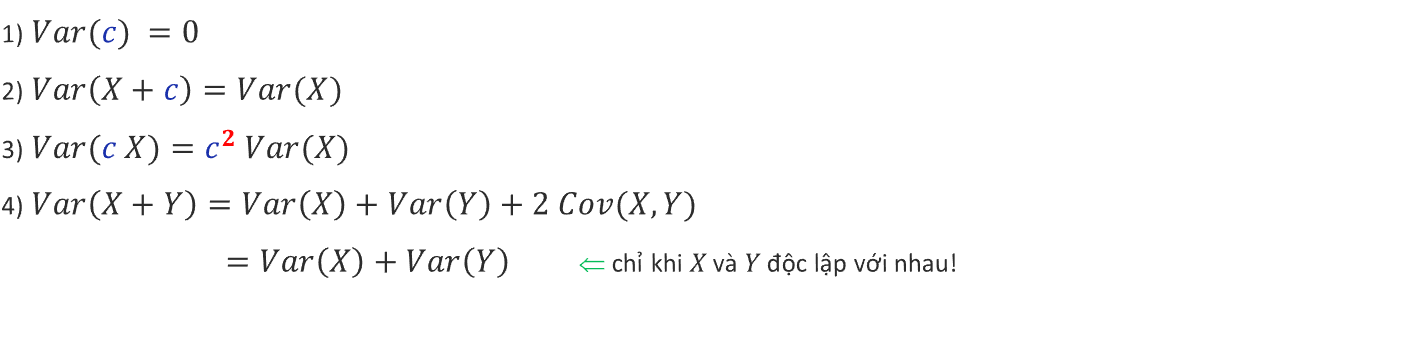 1) Var(c) = 0
2) Var(X + c) = Var(X)
3) Var(c X) = c² Var(X)
4) Var(X + Y) = Var(X) + Var(Y) + 2 Cov(X, Y)
= Var(X) + Var(Y) ⇐ chỉ khi X và Y độc lập với nhau!